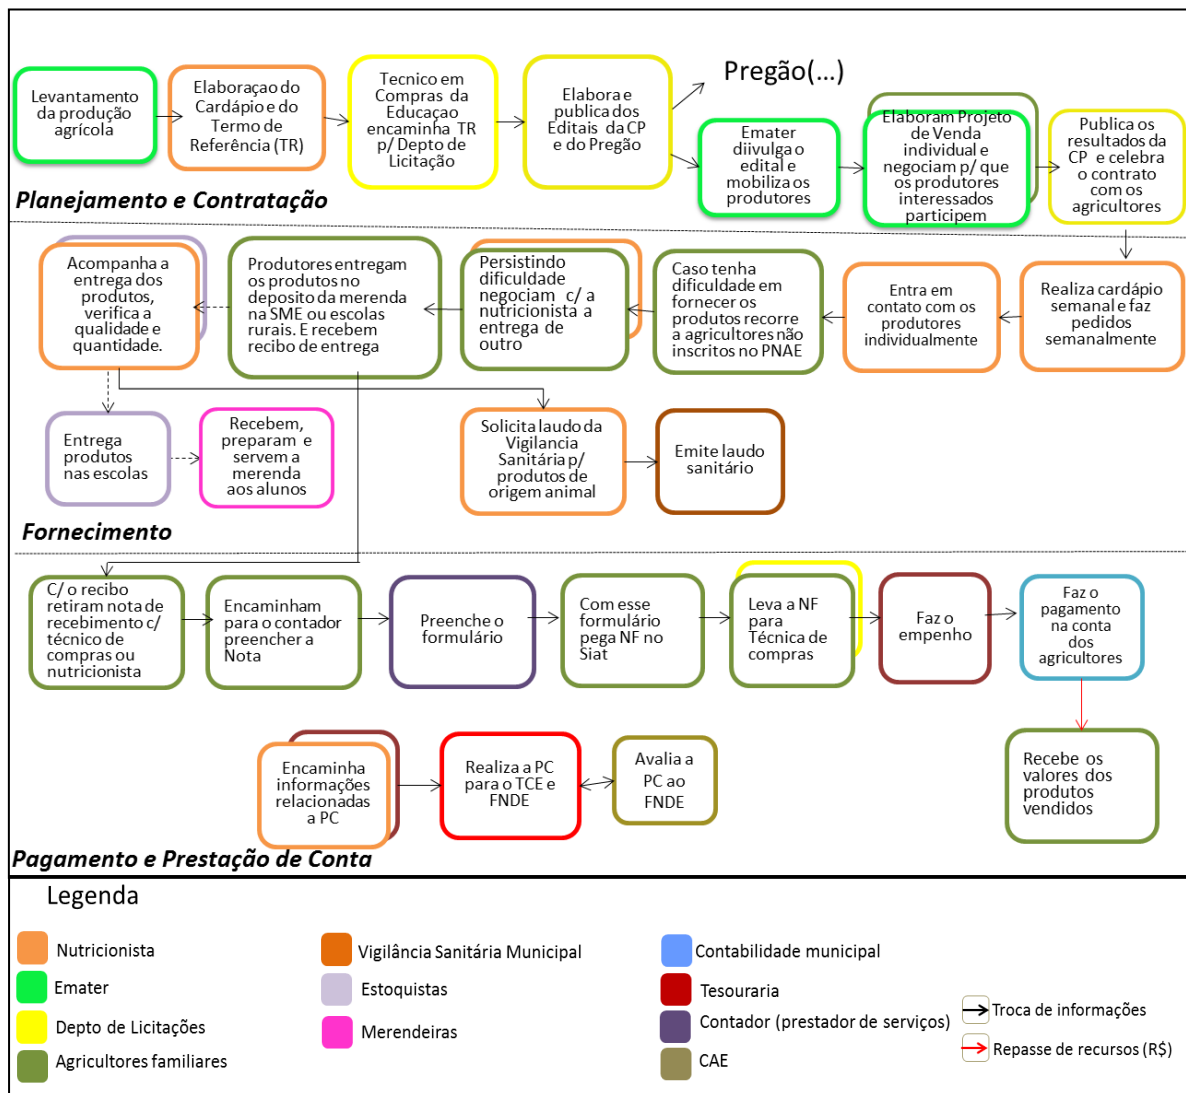 Levantamento
da produção
agrícola
Elaboraçao do
Cardápio e do
Termo de
Referência (TR)
Tecnico em
Compras da
Educaçao
encaminha TR
p/ Depto de
Licitação
Elabora e
publica dos
Editais da CP
e do Pregão
Pregão(...)
Emater
diivulga o
edital e
mobiliza os
produtores
Elaboram Projeto
de Venda
individual e
negociam p/ que
os produtores
interessados
participem
Publica os
resultados da
CP e celebra
o contrato
com os
agricultores
Planejamento e Contratação
Acompanha a
entrega dos
produtos,
verifica a
qualidade e
quantidade.
Produtores entregam
os produtos no
deposito da merenda
na SME ou escolas
rurais. E recebem
recibo de entrega
Persistindo
dificuldade
negociam c/ a
nutricionista a
entrega de
outro
Caso tenha
dificuldade em
fornecer os
produtos recorre
a agricultores não
inscritos no PNAE
Entra em
contato com os
produtores
individualmente
Realiza cardápio
semanal e faz
pedidos
semanalmente
Entrega
produtos
nas escolas
Recebem,
preparam e
servem a
merenda
aos alunos
Solicita laudo da
Vigilancia
Sanitária p/
produtos de
origem animal
Emite laudo
sanitário
Fornecimento
C/ o recibo
retiram nota de
recebimento c/
técnico de
compras ou
nutricionista
Encaminham
para o contador
preencher a
Nota
Preenche o
formulário
Com esse
formulário
pega NF no
Siat
Leva a NF
para
Técnica de
compras
Faz o
empenho
Faz o
pagamento
na conta
dos
agricultores
Encaminha
informações
relacionadas
a PC
Realiza a PC
para o TCE e
FNDE
Avalia a
PC ao
FNDE
Recebe os
valores dos
produtos
vendidos
Pagamento e Prestação de Conta
Legenda
Nutricionista
Emater
Depto de Licitações
Agricultores familiares
Vigilância Sanitária Municipal
Estoquistas
Merendeiras
Contabilidade municipal
Tesouraria
Contador (prestador de serviços)
CAE
Troca de informações
Repasse de recursos (R$)